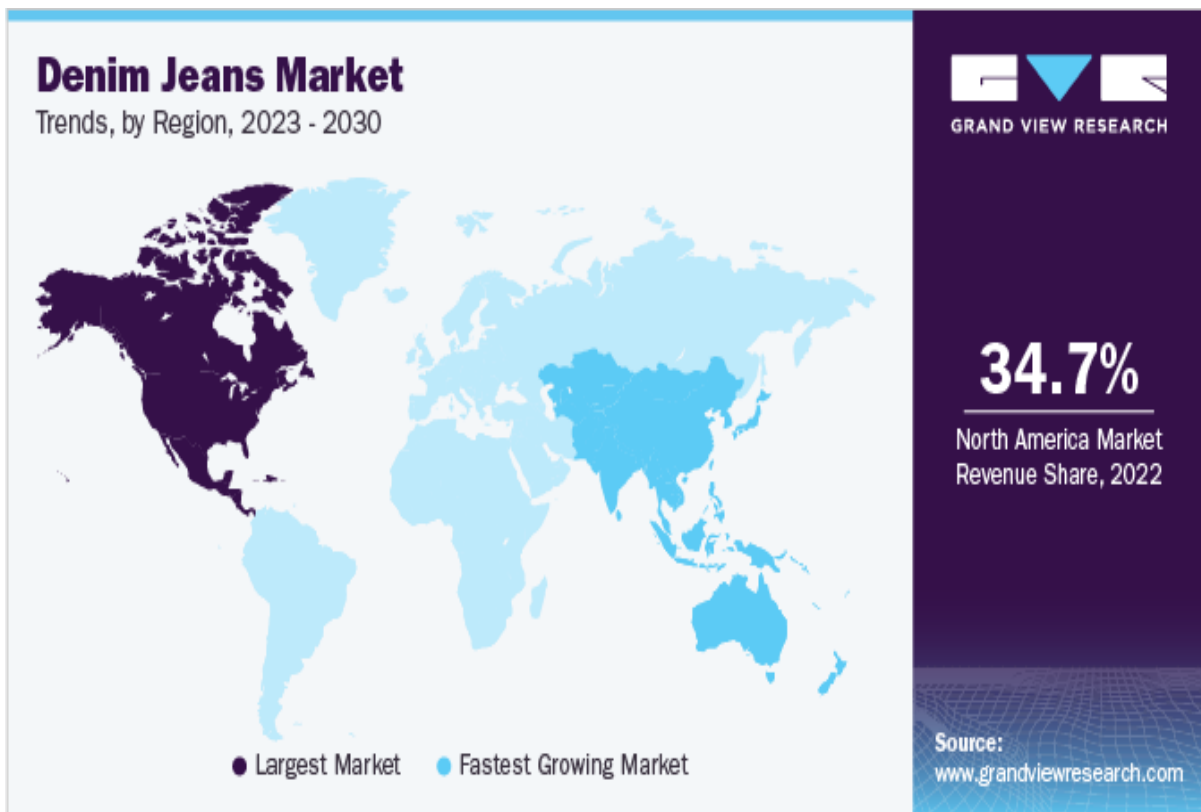 Denim Jeans Market
Trends, by Region, 2023 - 2030
GRAND VIEW RESEARCH
34.7%
North America Market
Revenue Share, 2022
Largest Market
Fastest Growing Market
Source:
www.grandviewresearch.com